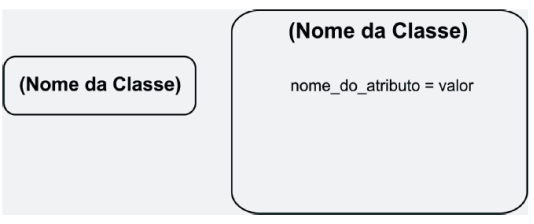 (Nome da Classe)
(Nome da Classe)
nome_do_atributo = valor